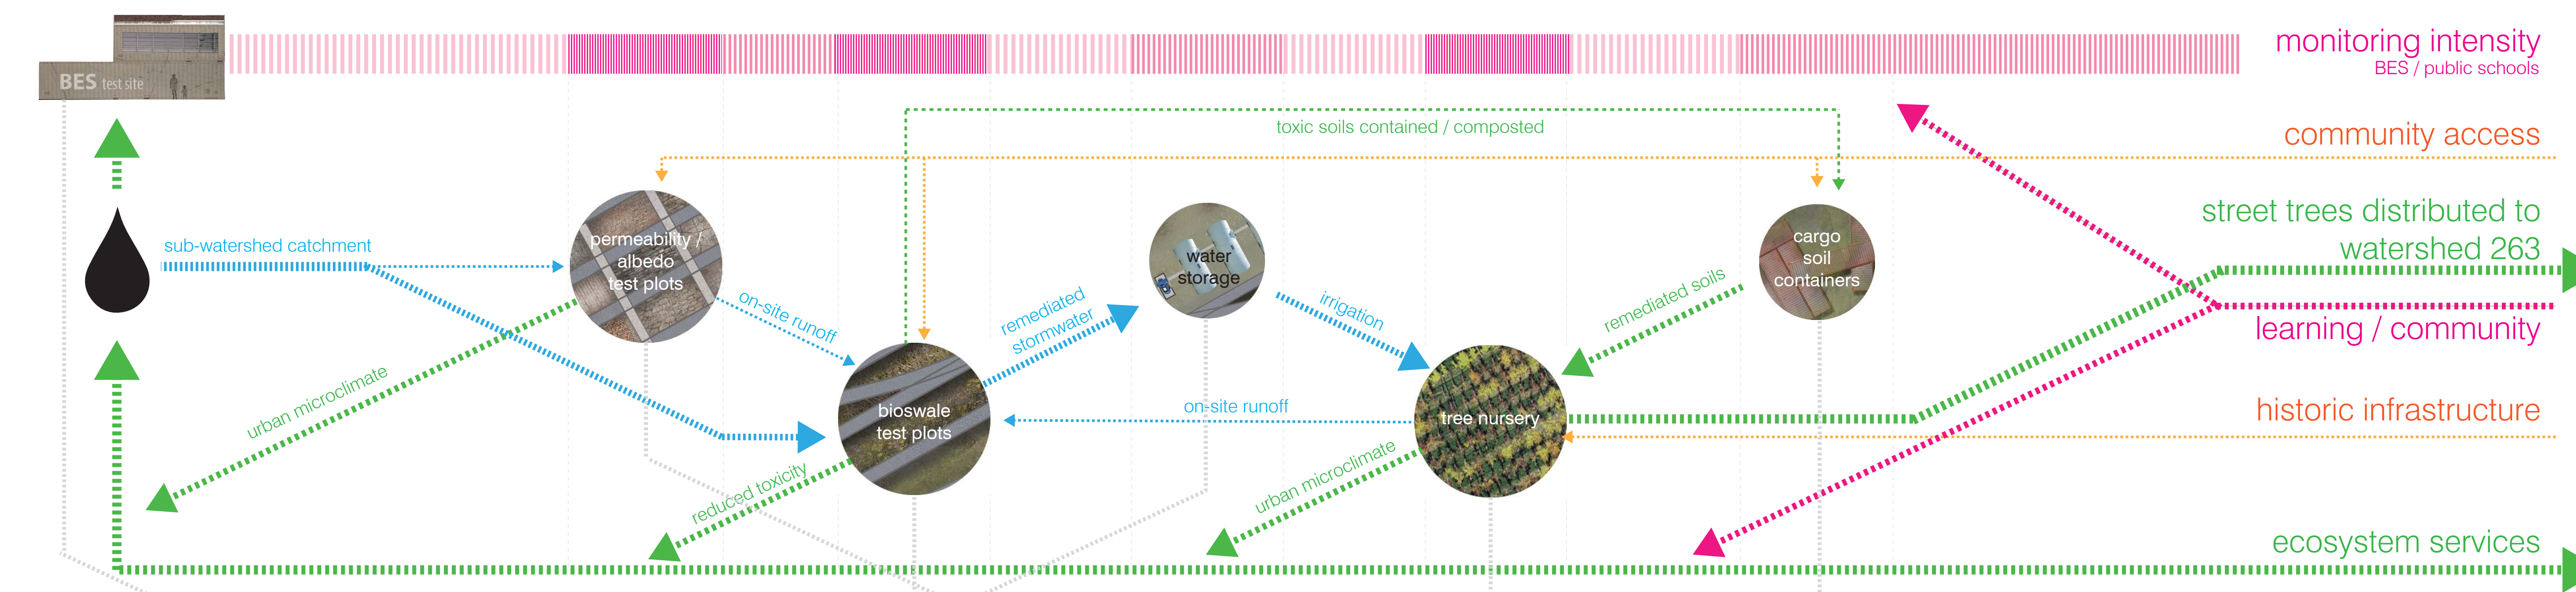 monitoring intensity
BES / public schools
BES test site
toxic soils contained / composted
community access
street trees distributed to
watershed 263
sub-watershed catchment
permeability /
albedo
test plots
water
storage
cargo
soil
containers
on-site runoff
remediated
stormwater
irrigation
remediated soils
learning / community
urban microclimate
bioswale
test plots
on-site runoff
tree nursery
historic infrastructure
reduced toxicity
urban microclimate
ecosystem services